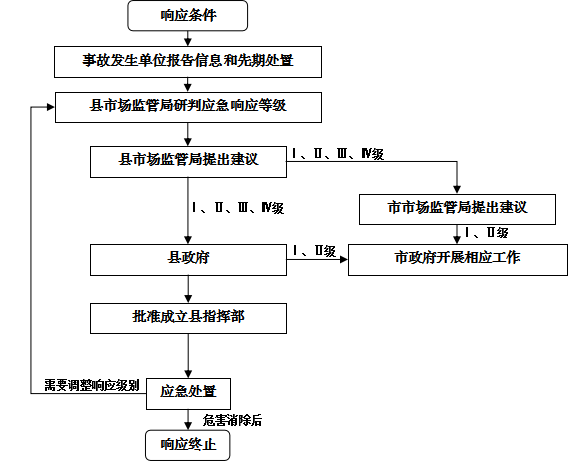 响应条件
事故发生单位报告信息和先期处置
县市场监管局研判应急响应等级
县市场监管局提出建议
Ⅰ、Ⅱ、Ⅲ、Ⅳ级
市市场监管局提出建议
Ⅰ、Ⅱ、Ⅲ、Ⅳ级
Ⅰ、Ⅱ级
县政府
Ⅰ、Ⅱ级
市政府开展相应工作
批准成立县指挥部
需要调整响应级别
应急处置
危害消除后
响应终止